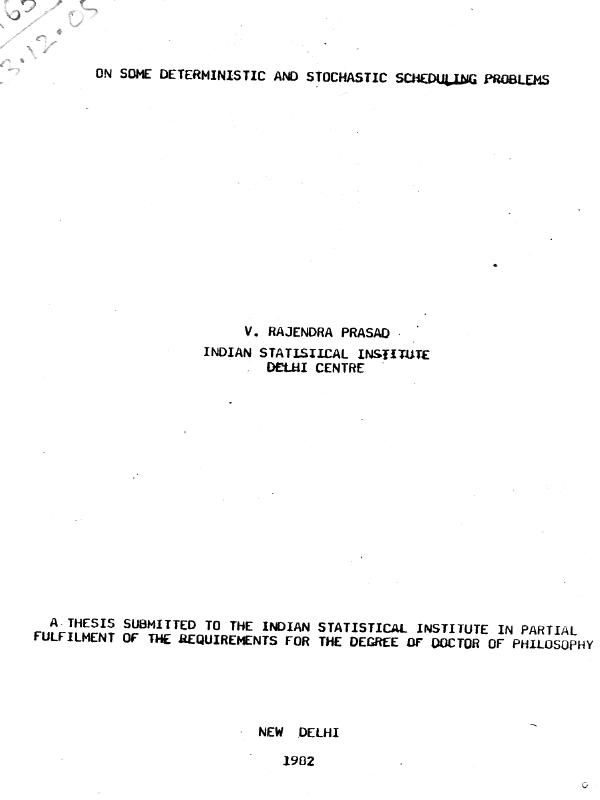 163
3.12.05
ON SOME DETERMINISTIC AND STOCHASTIC SCHEDULING PROBLEMS
V. RAJENDRA PRASAD
INDIAN STATISTICAL INSTITUTE
DELHI CENTRE
A THESIS SUBMITTED TO THE INDIAN STATISTICAL INSTITUTE IN PARTIAL
FULFILMENT OF THE REQUIREMENTS FOR THE DEGREE OF DOCTOR OF PHILOSOPHY
NEW DELHI
1982